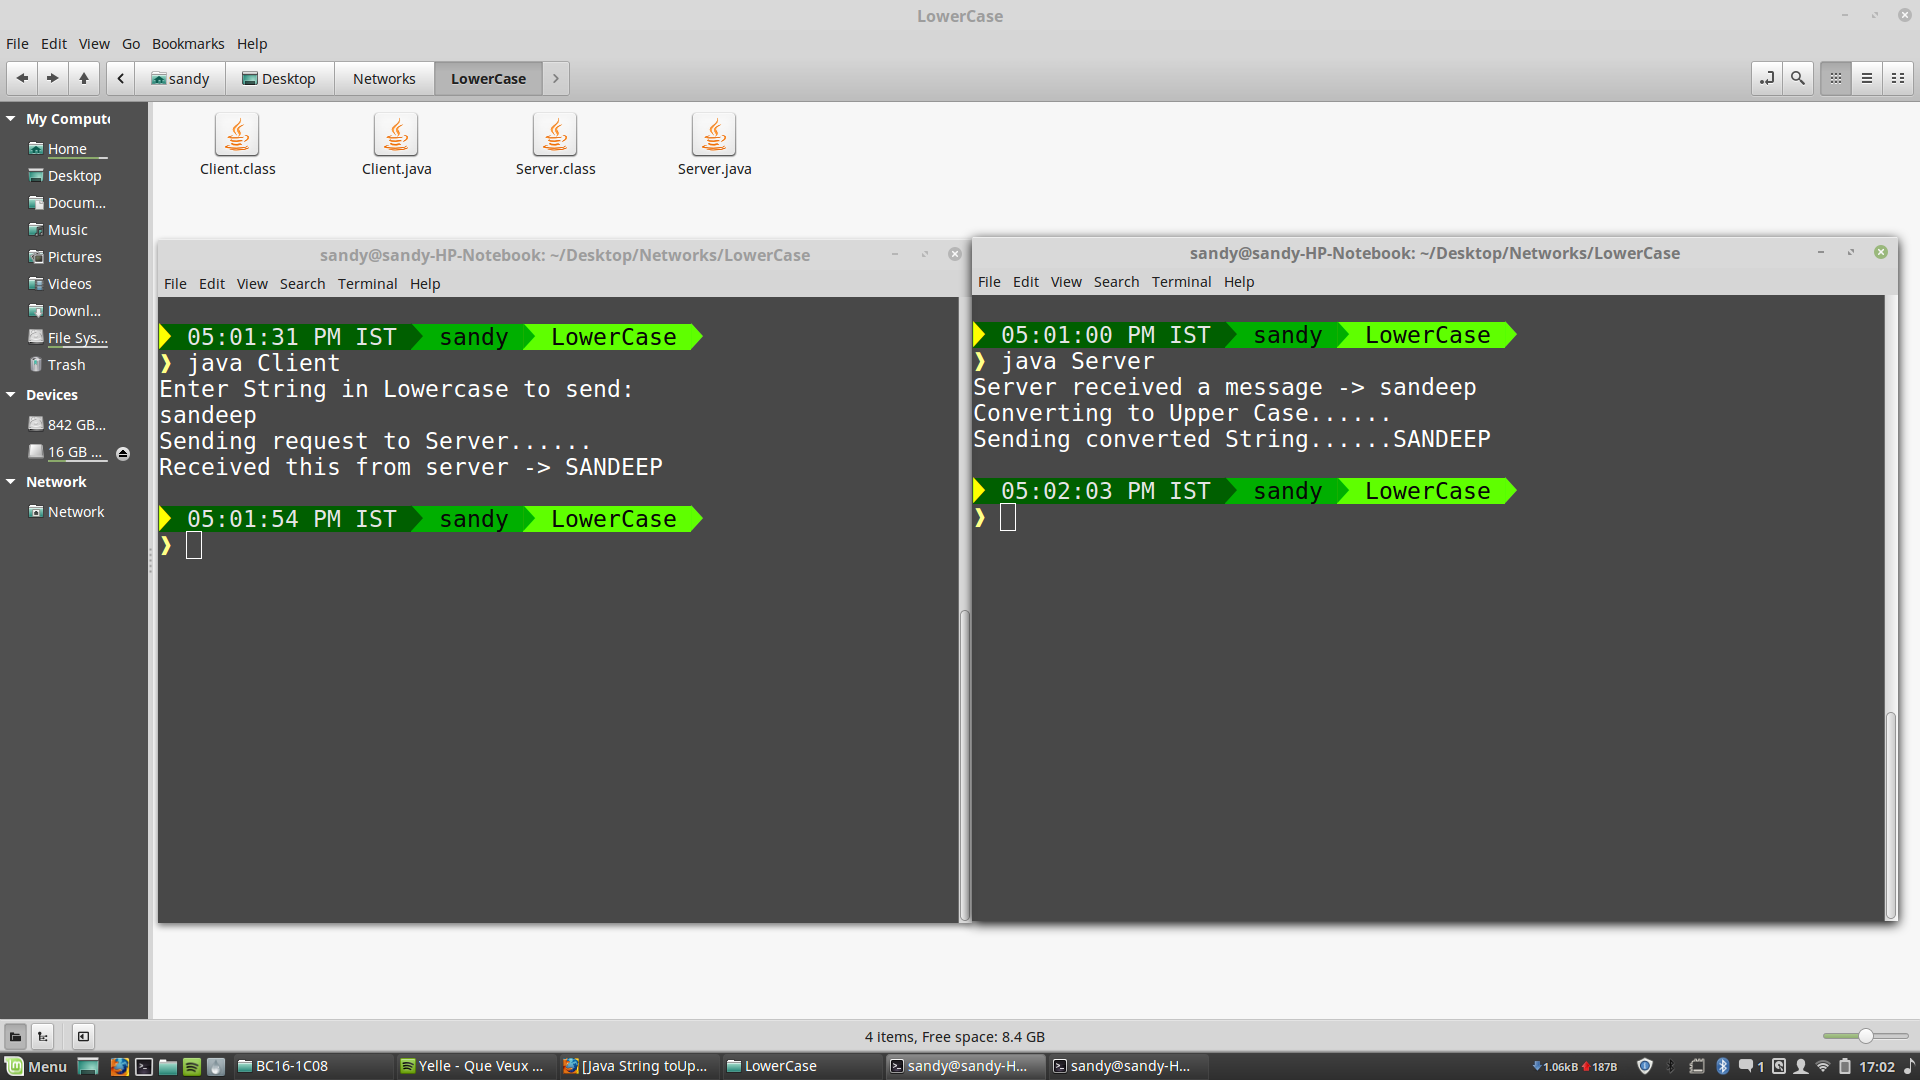 LowerCase
File Edit View Go Bookmarks Help
sandy Desktop Networks LowerCase
My Compute
Home
Desktop
Docum...
Music
Pictures
Videos
Downl...
File Sys...
Trash
Devices
842 GB...
16 GB ...
Network
Network
Client.class Client.java Server.class Server.java
sandy@sandy-HP-Notebook: ~/Desktop/Networks/LowerCase
File Edit View Search Terminal Help
05:01:31 PM IST sandy LowerCase
❯ java Client
Enter String in Lowercase to send:
sandeep
Sending request to Server......
Received this from server -> SANDEEP
05:01:54 PM IST sandy LowerCase
❯
sandy@sandy-HP-Notebook: ~/Desktop/Networks/LowerCase
File Edit View Search Terminal Help
05:01:00 PM IST sandy LowerCase
❯ java Server
Server received a message -> sandeep
Converting to Upper Case......
Sending converted String......SANDEEP
05:02:03 PM IST sandy LowerCase
❯
4 items, Free space: 8.4 GB
Menu BC16-1C08 Yelle - Que Veux ... [Java String toUp... LowerCase sandy@sandy-H... sandy@sandy-H... 1.06kB 187B 1 17:02